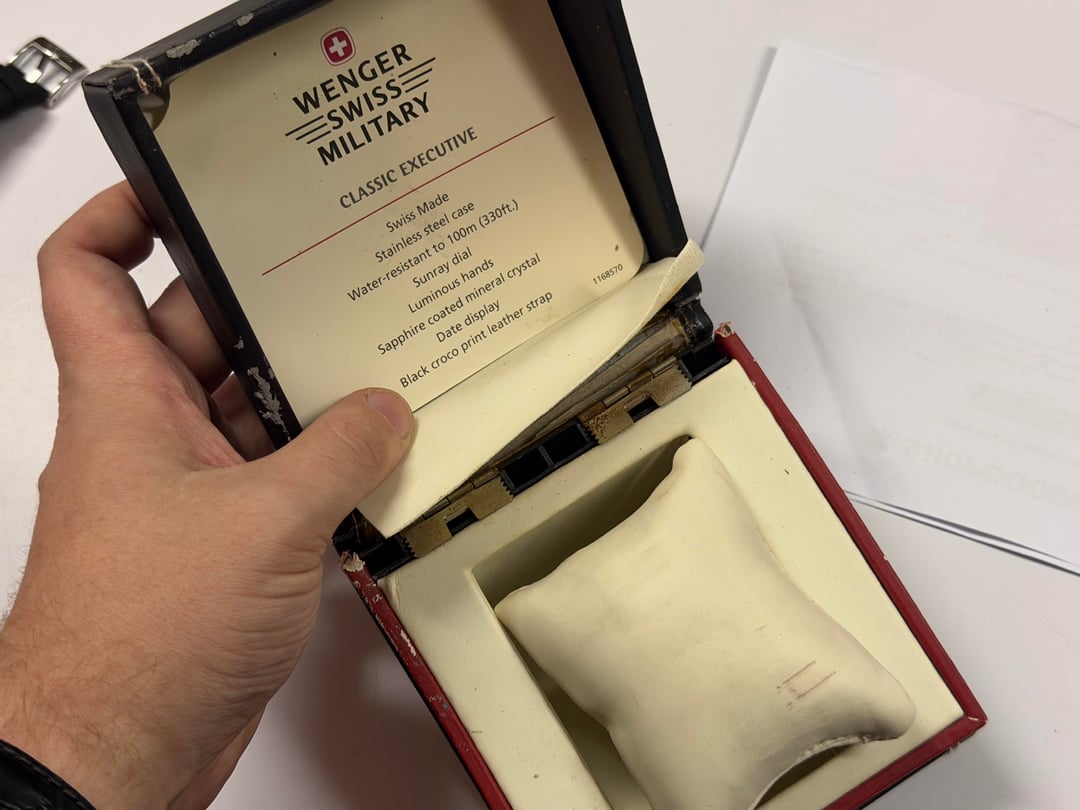 WENGER
SWISS
MILITARY
CLASSIC EXECUTIVE
Swiss Made
Stainless steel case
Water-resistant to 100m (330ft.)
Sunray dial
Luminous hands
Sapphire coated mineral crystal
Date display
Black croco print leather strap
1168570